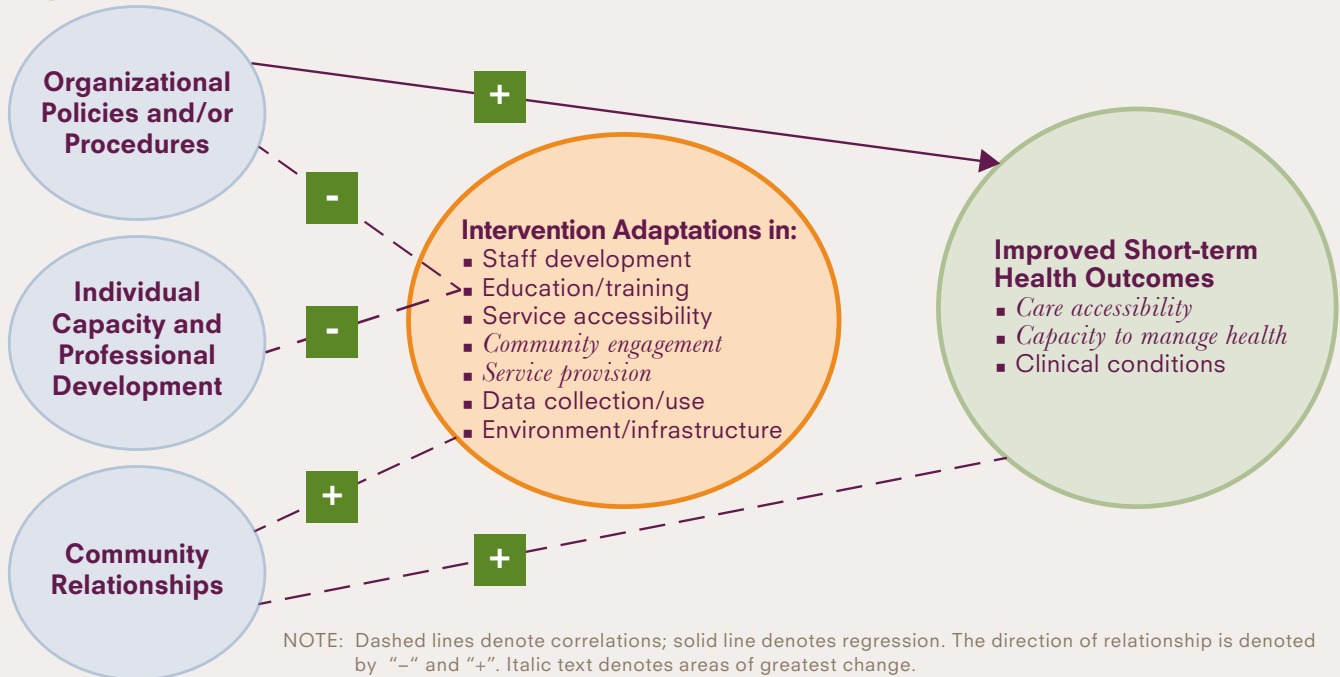 Organizational
Policies and/or
Procedures
+
-
Individual
Capacity and
Professional
Development
-
Community
Relationships
+
+
Intervention Adaptations in:
▪ Staff development
▪ Education/training
▪ Service accessibility
▪ Community engagement
▪ Service provision
▪ Data collection/use
▪ Environment/infrastructure
Improved Short-term
Health Outcomes
▪ Care accessibility
▪ Capacity to manage health
▪ Clinical conditions
NOTE: Dashed lines denote correlations; solid line denotes regression. The direction of relationship is denoted
by “–“ and “+”. Italic text denotes areas of greatest change.